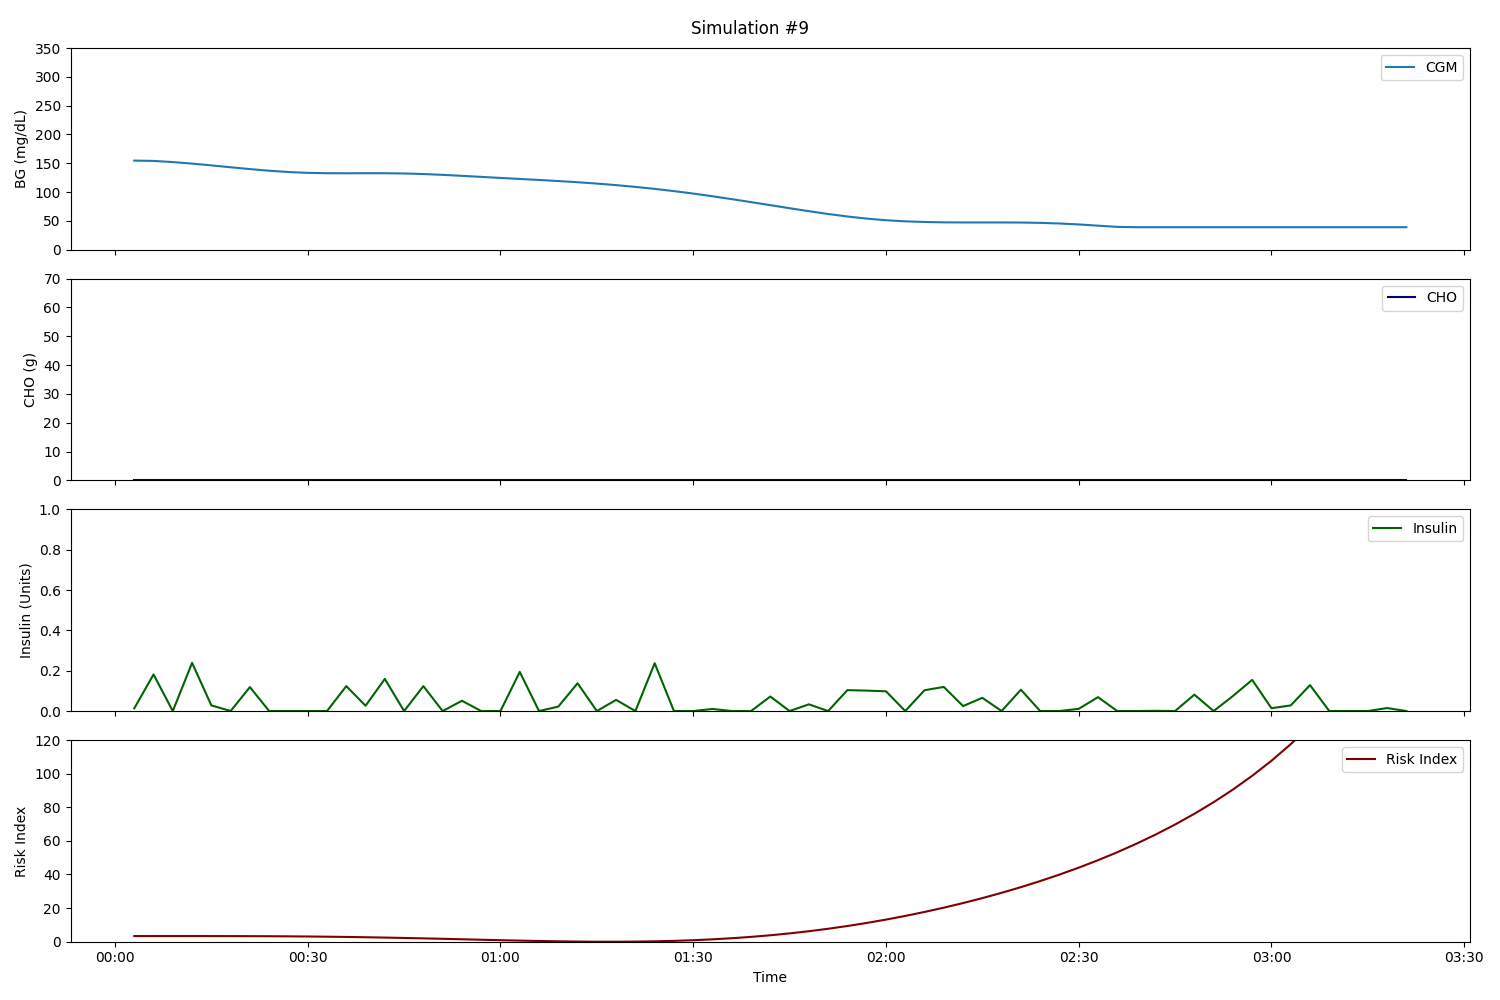 Simulation #9
350
300
250
200
150
100
50
0
BG (mg/dL)
CGM
70
60
50
40
30
20
10
0
CHO (g)
CHO
1.0
0.8
0.6
0.4
0.2
0.0
Insulin (Units)
Insulin
120
100
80
60
40
20
0
Risk Index
Risk Index
00:00 00:30 01:00 01:30 02:00 02:30 03:00 03:30
Time